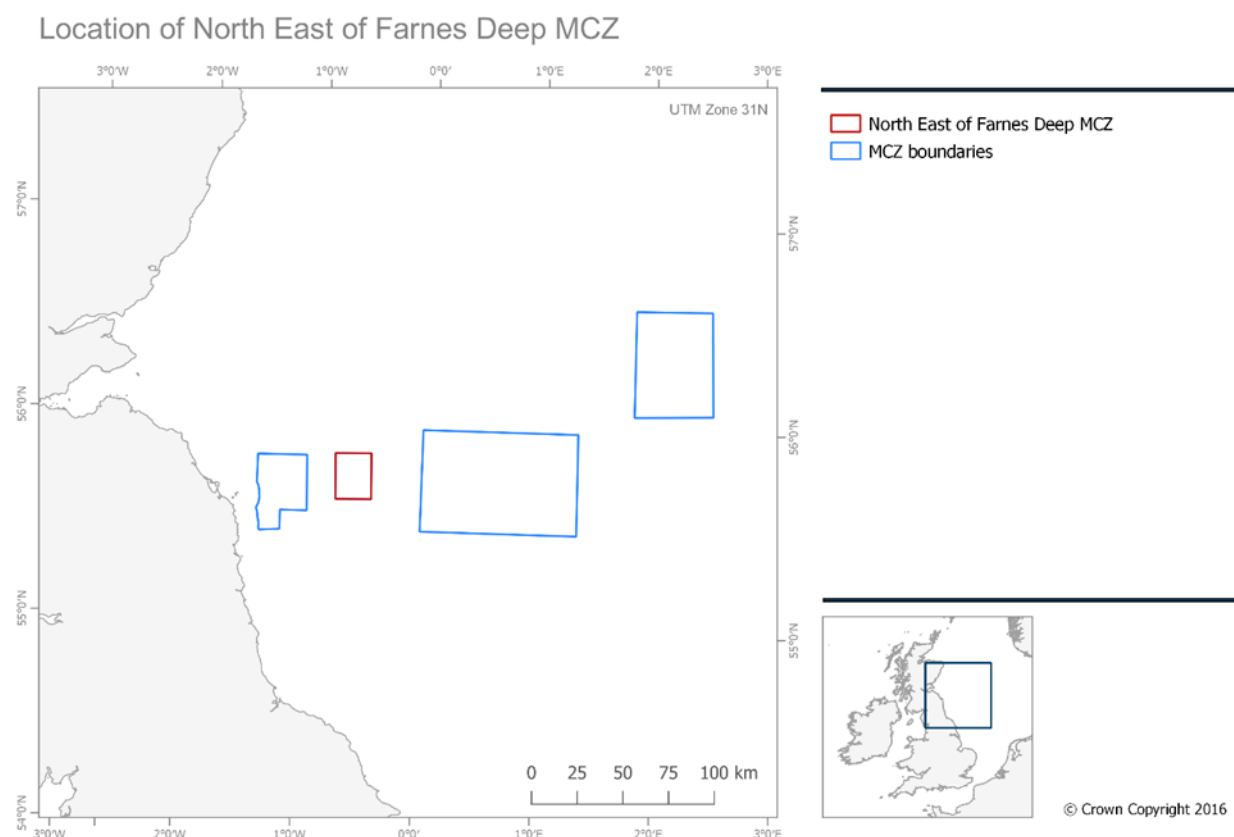 Location of North East of Farnes Deep MCZ
3°0'W 2°0'W 1°0'W 0°0' 1°0'E 2°0'E 3°0'E
UTM Zone 31N
North East of Farnes Deep MCZ
MCZ boundaries
57°0'N
57°0'N
56°0'N
56°0'N
55°0'N
55°0'N
54°0'N
0 25 50 75 100 km
3°0'W 2°0'W 1°0'W 0°0' 1°0'E 2°0'E 3°0'E
© Crown Copyright 2016